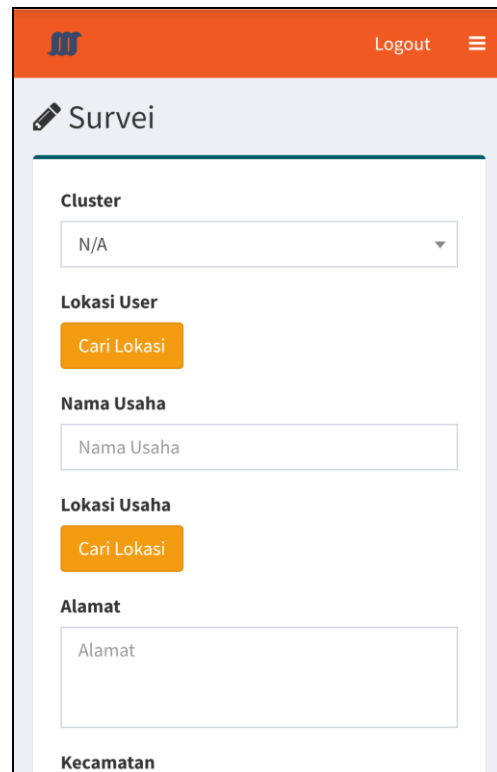 Logout
Survei
Cluster
N/A
Lokasi User
Cari Lokasi
Nama Usaha
Nama Usaha
Lokasi Usaha
Cari Lokasi
Alamat
Alamat
Kecamatan